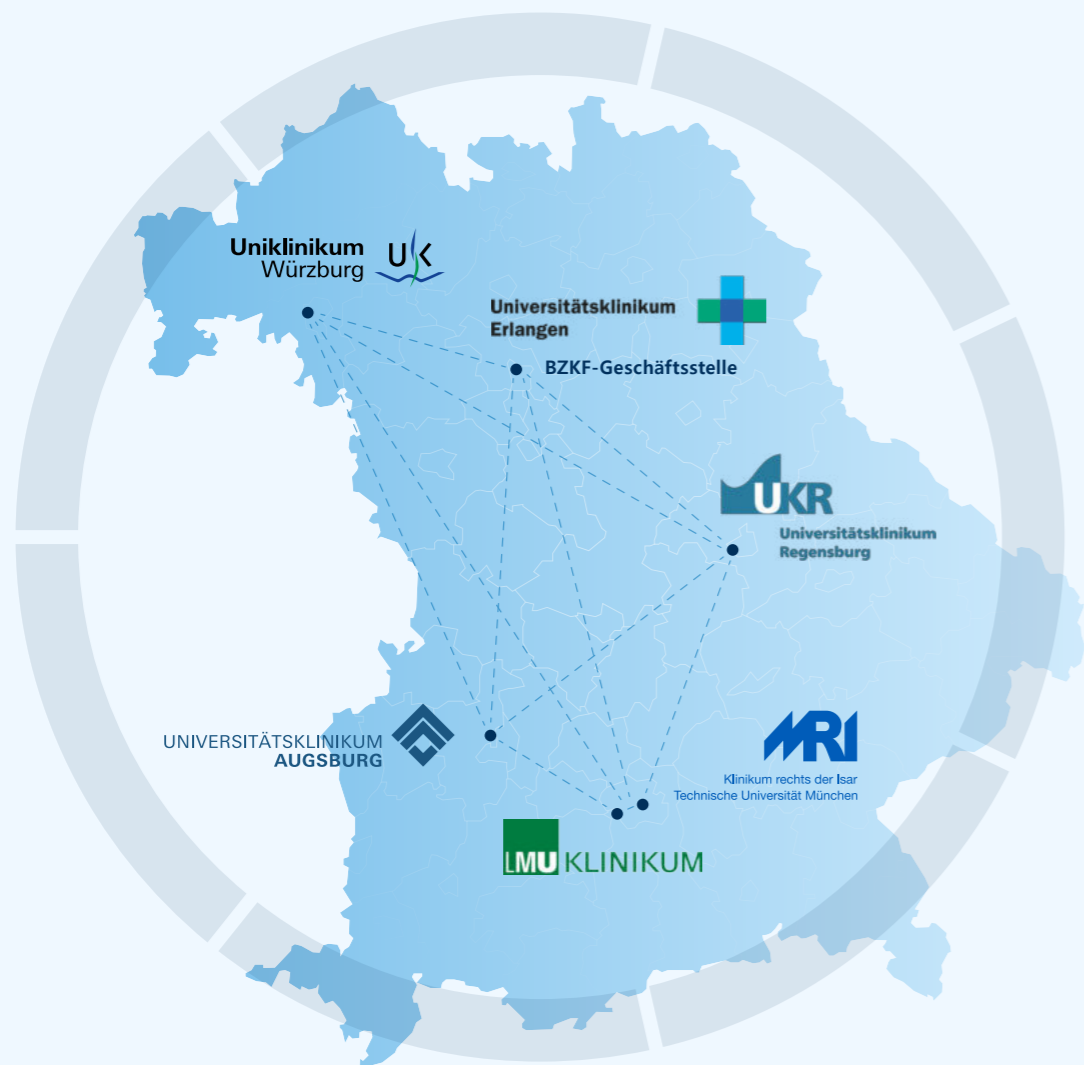 Uniklinikum
Würzburg
UK
Universitätsklinikum
Erlangen
BZKF-Geschäftsstelle
UKR
Universitätsklinikum
Regensburg
UNIVERSITÄTSKLINIKUM
AUGSBURG
MRI
Klinikum rechts der Isar
Technische Universität München
LMU KLINIKUM